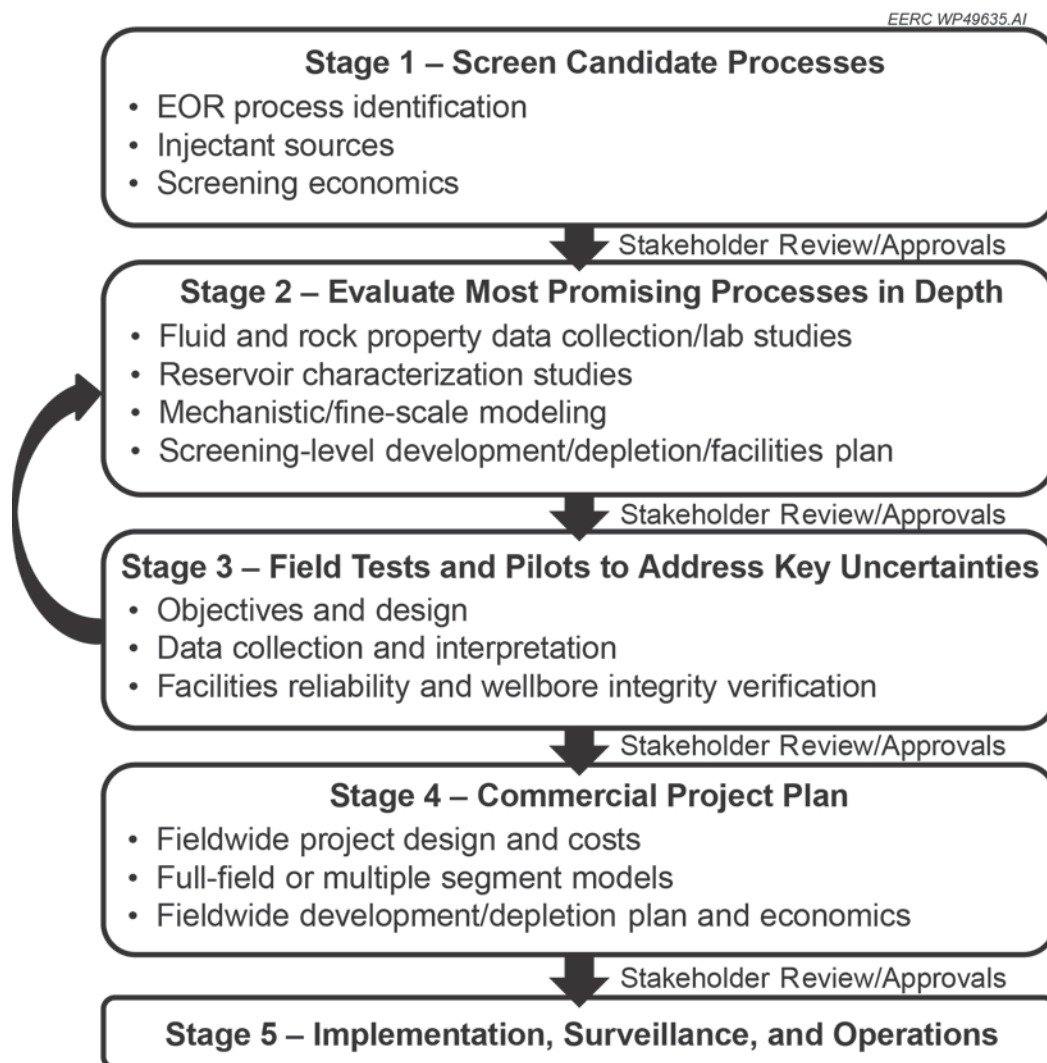 EERC WP49635.AI
Stage 1 – Screen Candidate Processes
• EOR process identification
• Injectant sources
• Screening economics
Stakeholder Review/Approvals
Stage 2 – Evaluate Most Promising Processes in Depth
• Fluid and rock property data collection/lab studies
• Reservoir characterization studies
• Mechanistic/fine-scale modeling
• Screening-level development/depletion/facilities plan
Stakeholder Review/Approvals
Stage 3 – Field Tests and Pilots to Address Key Uncertainties
• Objectives and design
• Data collection and interpretation
• Facilities reliability and wellbore integrity verification
Stakeholder Review/Approvals
Stage 4 – Commercial Project Plan
• Fieldwide project design and costs
• Full-field or multiple segment models
• Fieldwide development/depletion plan and economics
Stakeholder Review/Approvals
Stage 5 – Implementation, Surveillance, and Operations